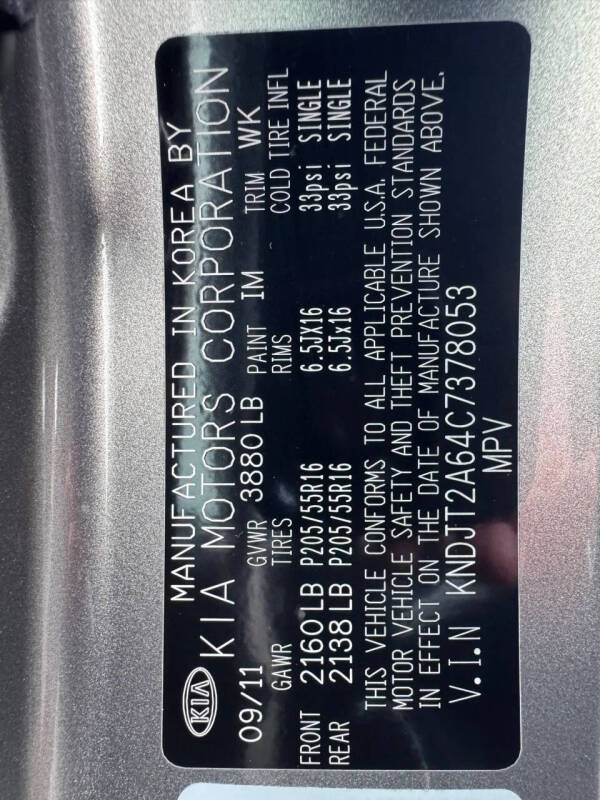 KIA
MANUFACTURED IN KOREA BY
KIA MOTORS CORPORATION
09/11 GVWR 3880 LB PAINT IM TRIM WK
GAWR TIRES RIMS COLD TIRE INFL
FRONT 2160 LB P205/55R16 6.5JX16 33psi SINGLE
REAR 2138 LB P205/55R16 6.5Jx16 33psi SINGLE
THIS VEHICLE CONFORMS TO ALL APPLICABLE U.S.A. FEDERAL
MOTOR VEHICLE SAFETY AND THEFT PREVENTION STANDARDS
IN EFFECT ON THE DATE OF MANUFACTURE SHOWN ABOVE.
V.I.N KNDJT2A64C7378053
MPV